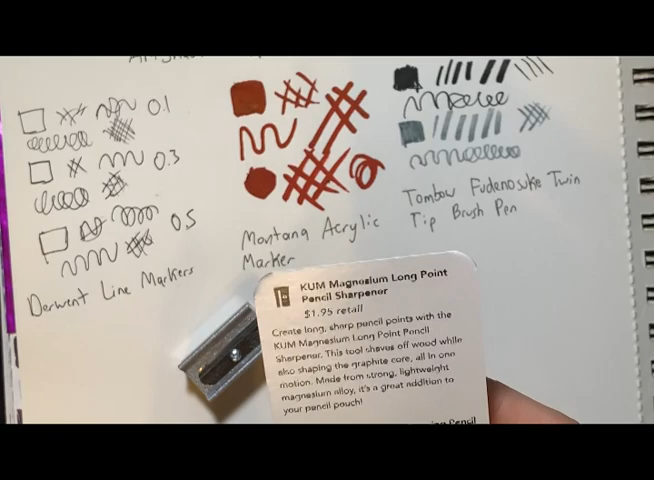 0.1
0.3
0.5
Derwent Line Markers
Montana Acrylic
Marker
Tombow Fudenosuke Twin
Tip Brush Pen
KUM Magnesium Long Point
Pencil Sharpener
$1.95 retail
Create long, sharp pencil points with the
KUM Magnesium Long Point Pencil
Sharpener. This tool shaves off wood while
also shaping the graphite core, all in one
motion. Made from strong, lightweight
magnesium alloy, it's a great addition to
your pencil pouch!
Pencil